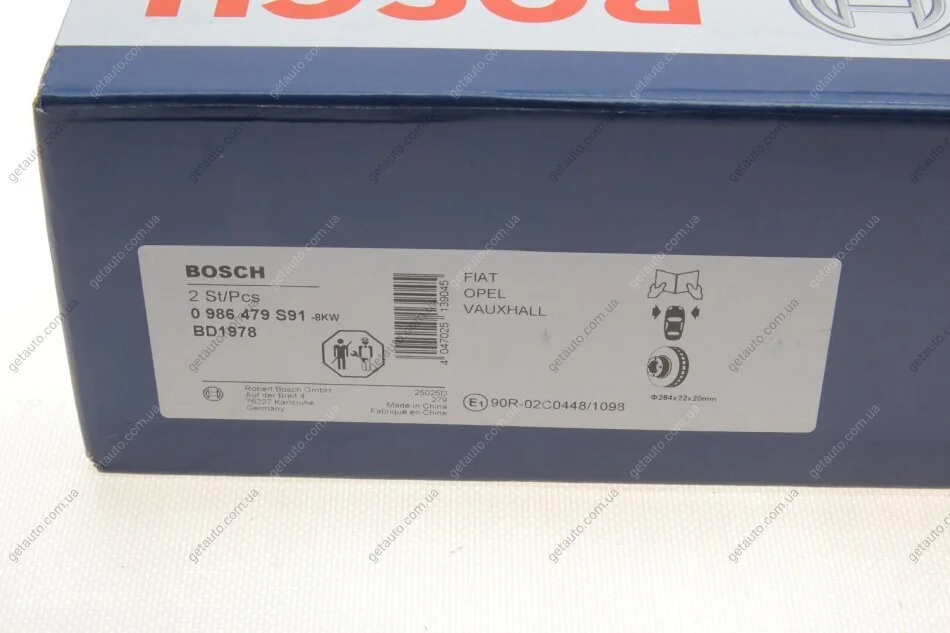 BOSCH
BOSCH
2 St/Pcs
0 986 479 S91 -8KW
BD1978
Robert Bosch GmbH
Auf der Breit 4
76227 Karlsruhe
Germany
25025D
279
Made in China
Fabriqué en Chine
4 047025 139045
FIAT
OPEL
VAUXHALL
E1 90R-02C0448/1098
Φ284x22x20mm
getauto.com.ua